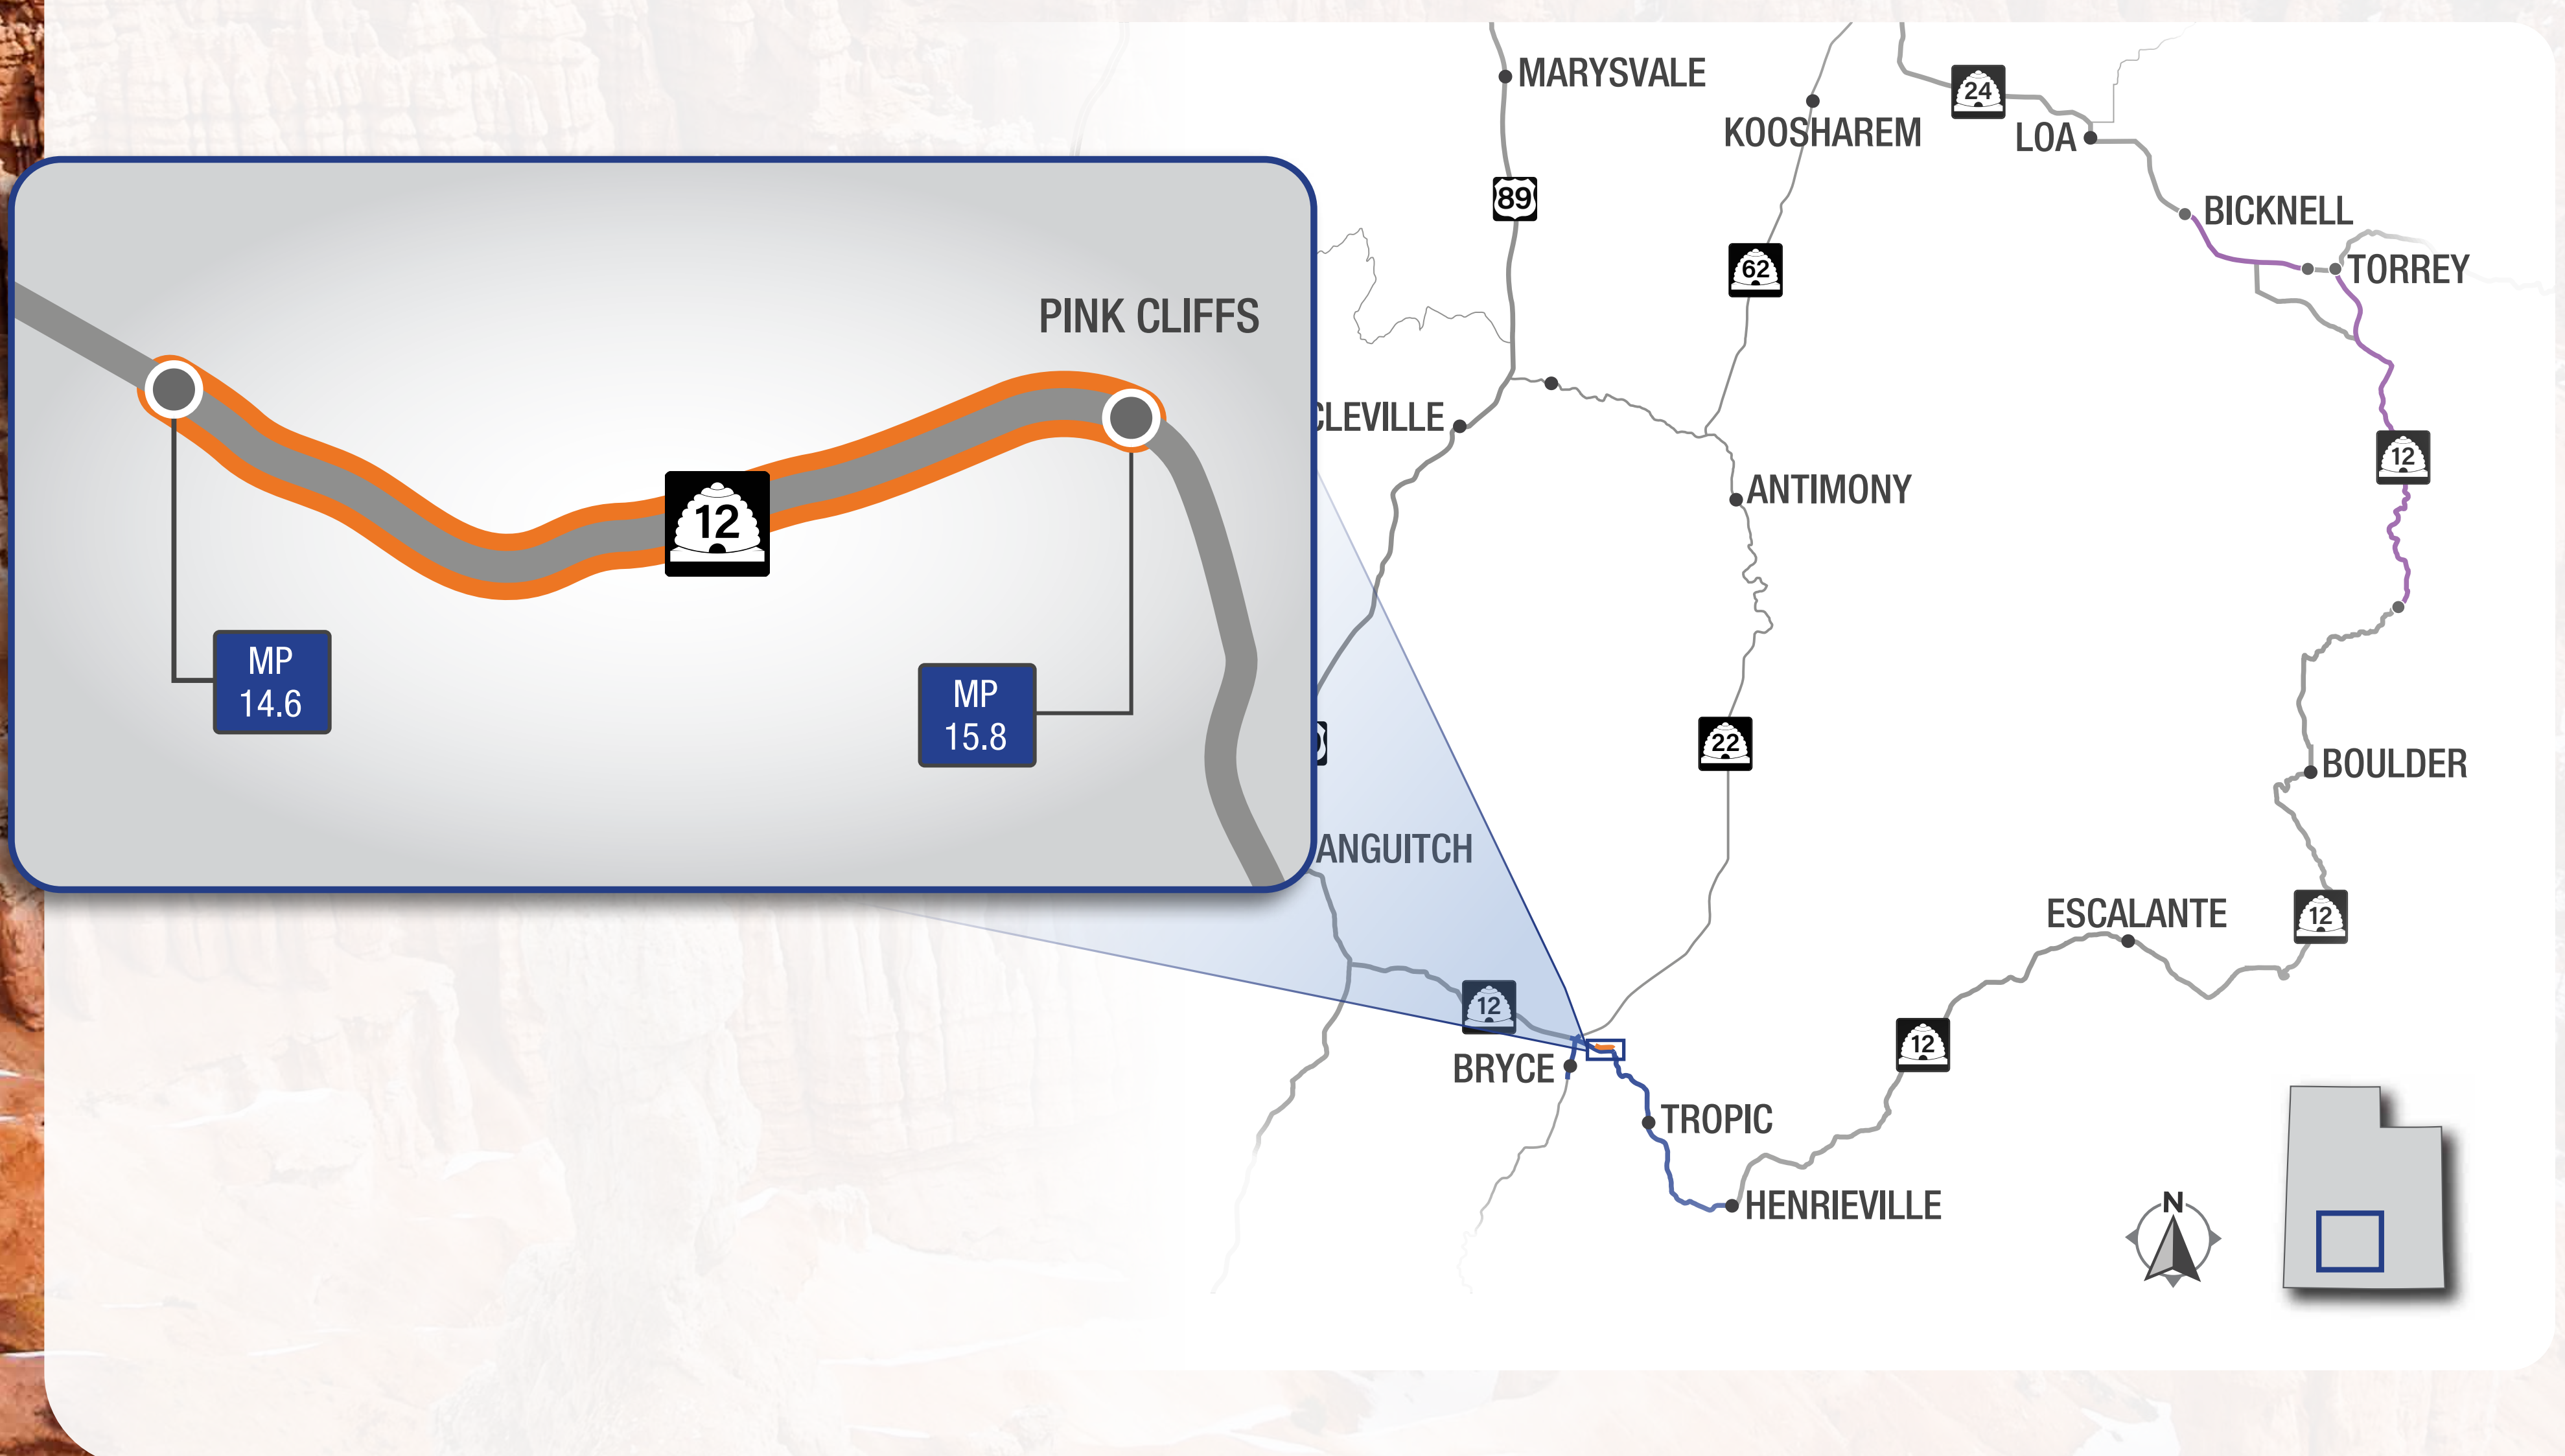 MARYSVALE
24
KOOSHAREM
LOA
89
BICKNELL
62
TORREY
PINK CLIFFS
CLEVILLE
12
ANTIMONY
12
MP
14.6
MP
15.8
22
BOULDER
ANGUITCH
ESCALANTE
12
12
12
BRYCE
TROPIC
HENRIEVILLE
N